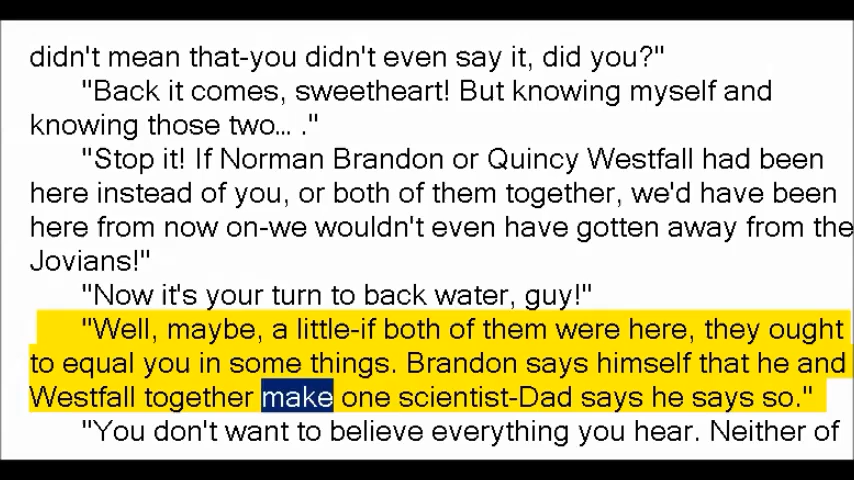 didn't mean that-you didn't even say it, did you?"
"Back it comes, sweetheart! But knowing myself and
knowing those two... ."
"Stop it! If Norman Brandon or Quincy Westfall had been
here instead of you, or both of them together, we'd have been
here from now on-we wouldn't even have gotten away from the
Jovians!"
"Now it's your turn to back water, guy!"
"Well, maybe, a little-if both of them were here, they ought
to equal you in some things. Brandon says himself that he and
Westfall together make one scientist-Dad says he says so."
"You don't want to believe everything you hear. Neither of